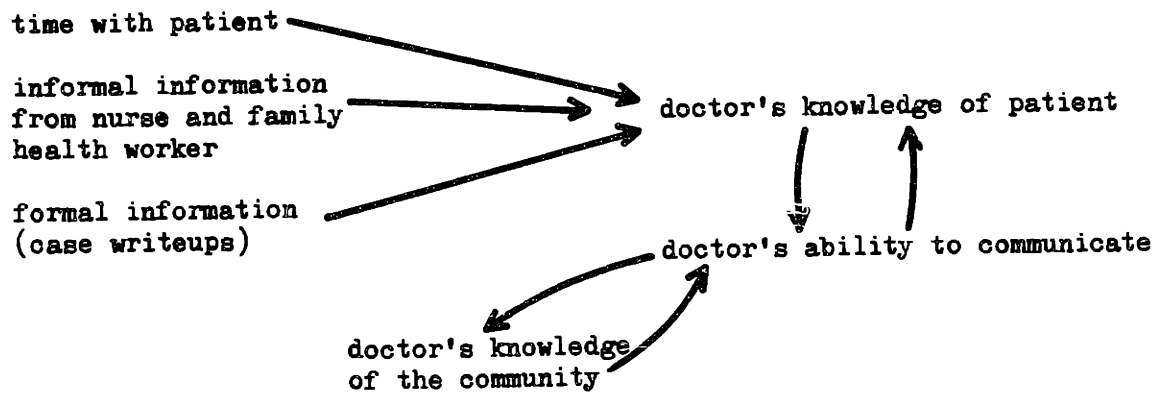 time with patient
informal information
from nurse and family
health worker
doctor's knowledge of patient
formal information
(case writeups)
doctor's ability to communicate
doctor's knowledge
of the community